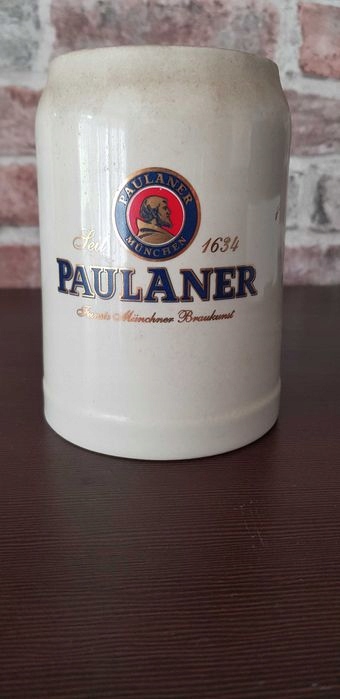 PAULANER
MÜNCHEN
Seit 1634
PAULANER
Feinste Münchner Braukunst